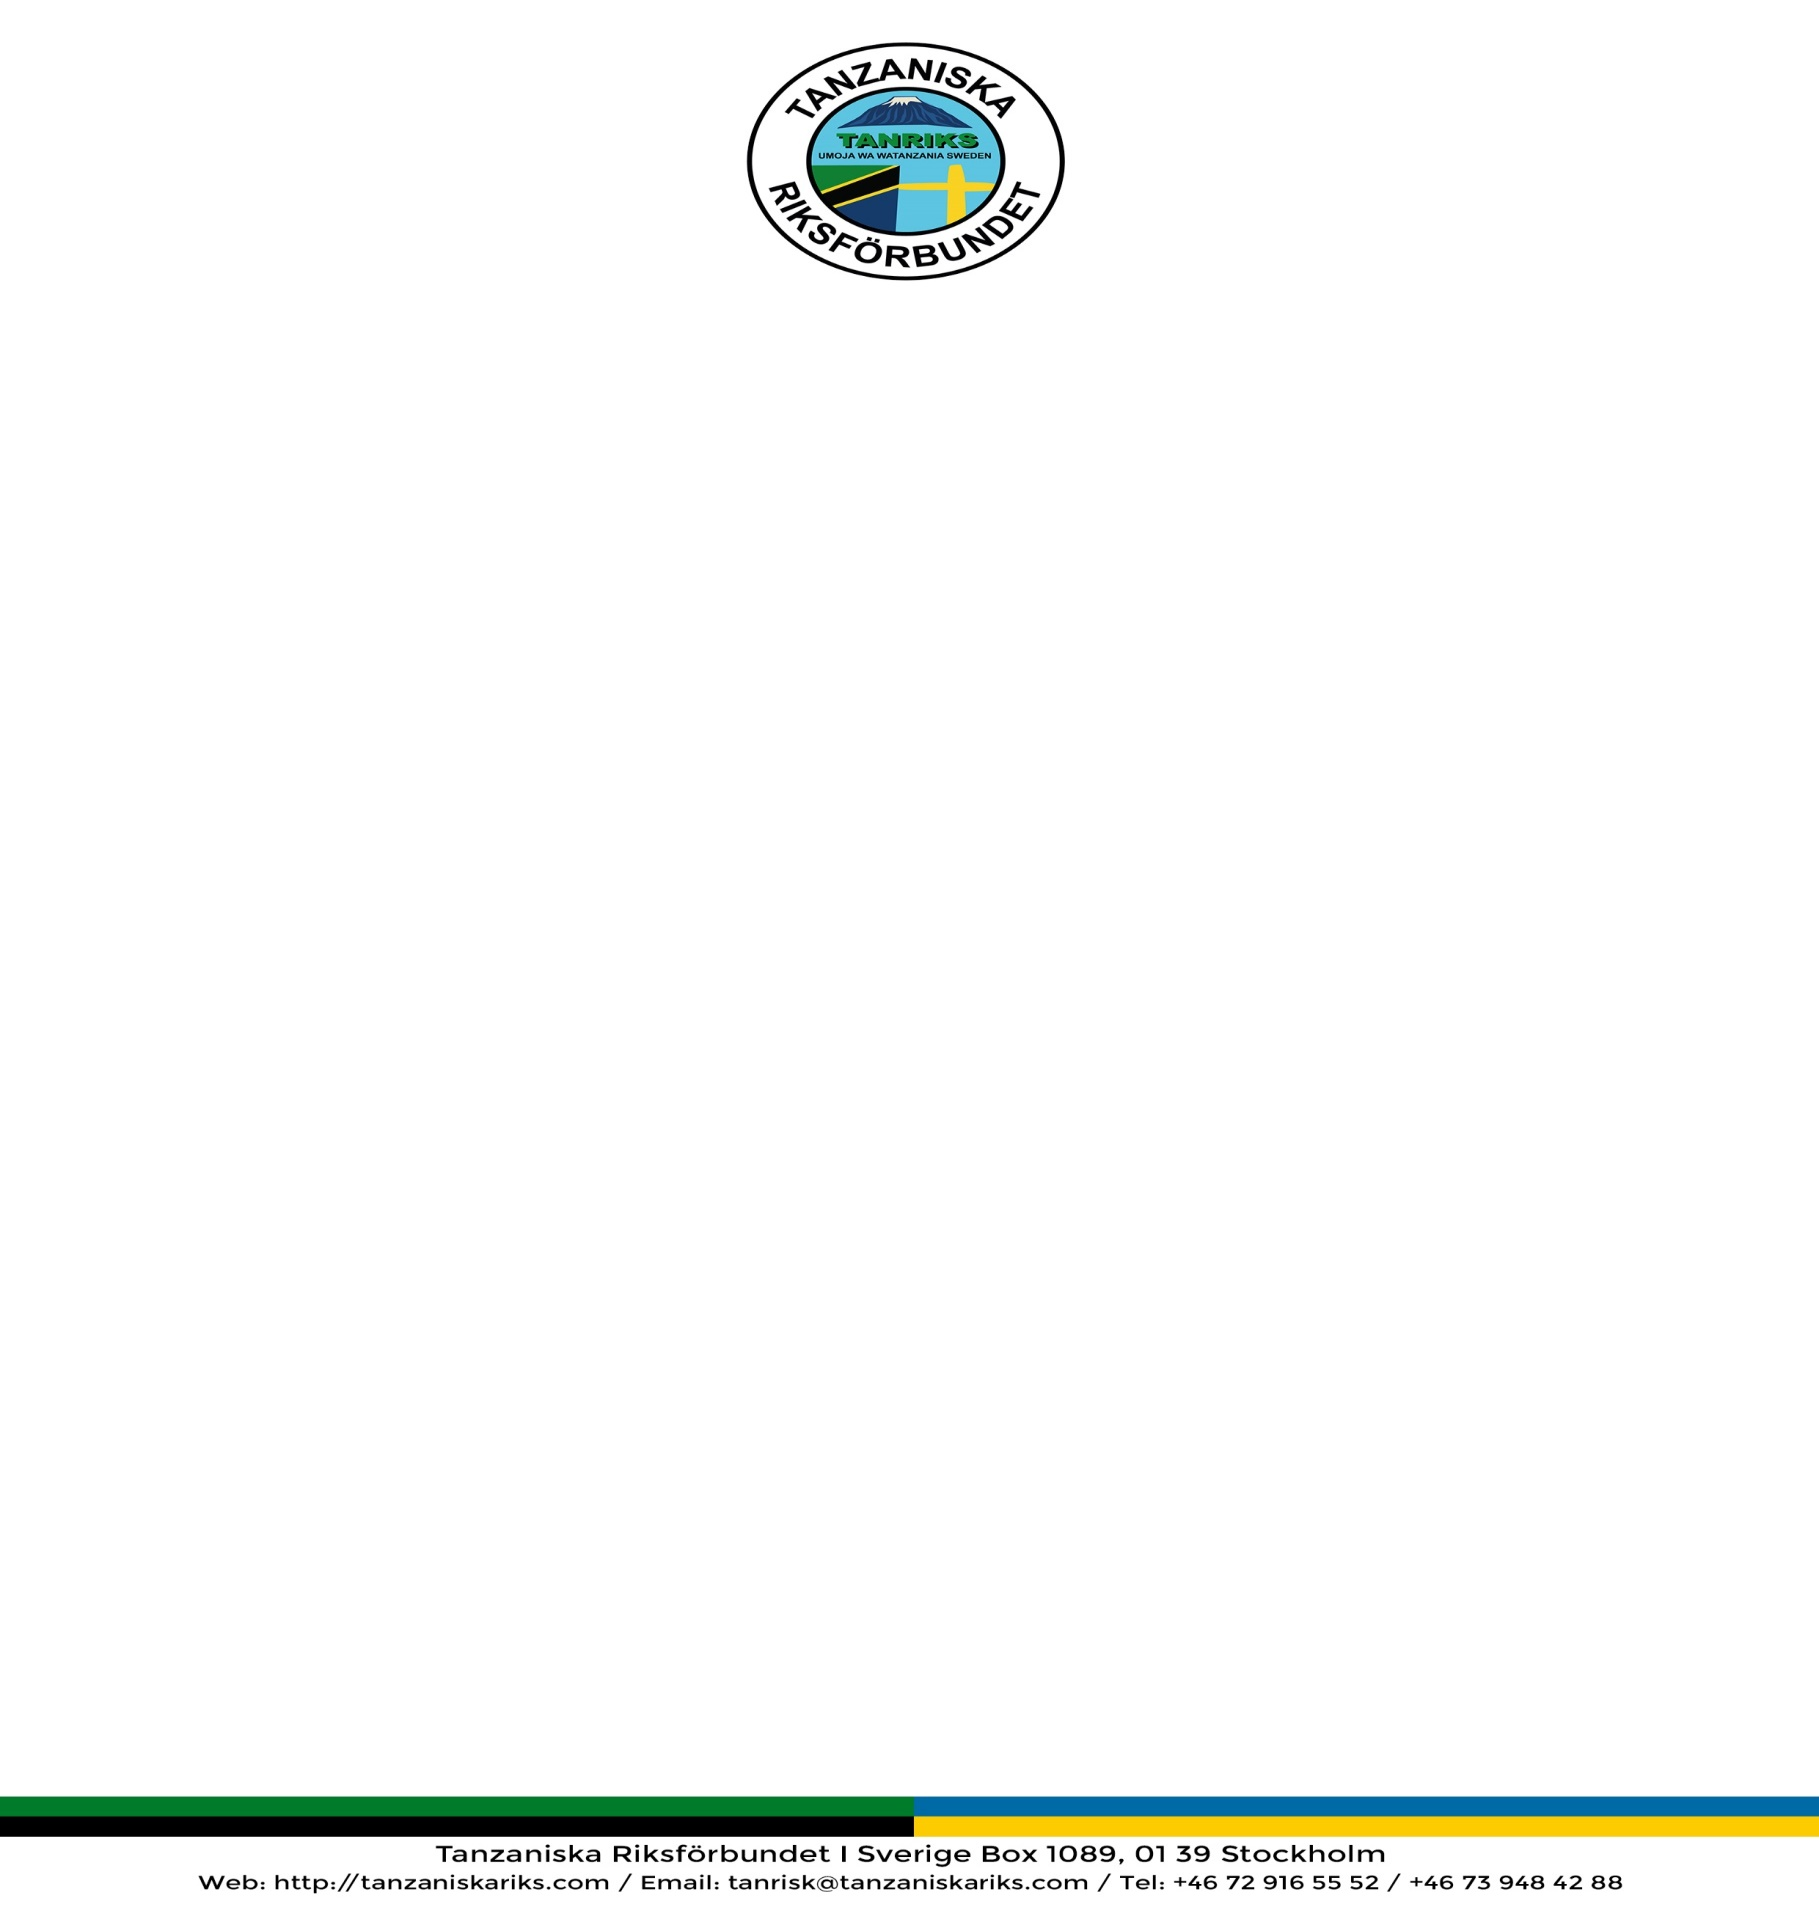 TANZANISKA
TANRIKS
UMOJA WA WATANZANIA SWEDEN
RIKSFÖRBUNDET
Tanzaniska Riksförbundet I Sverige Box 1089, 01 39 Stockholm
Web: http://tanzaniskariks.com / Email: tanrisk@tanzaniskariks.com / Tel: +46 72 916 55 52 / +46 73 948 42 88